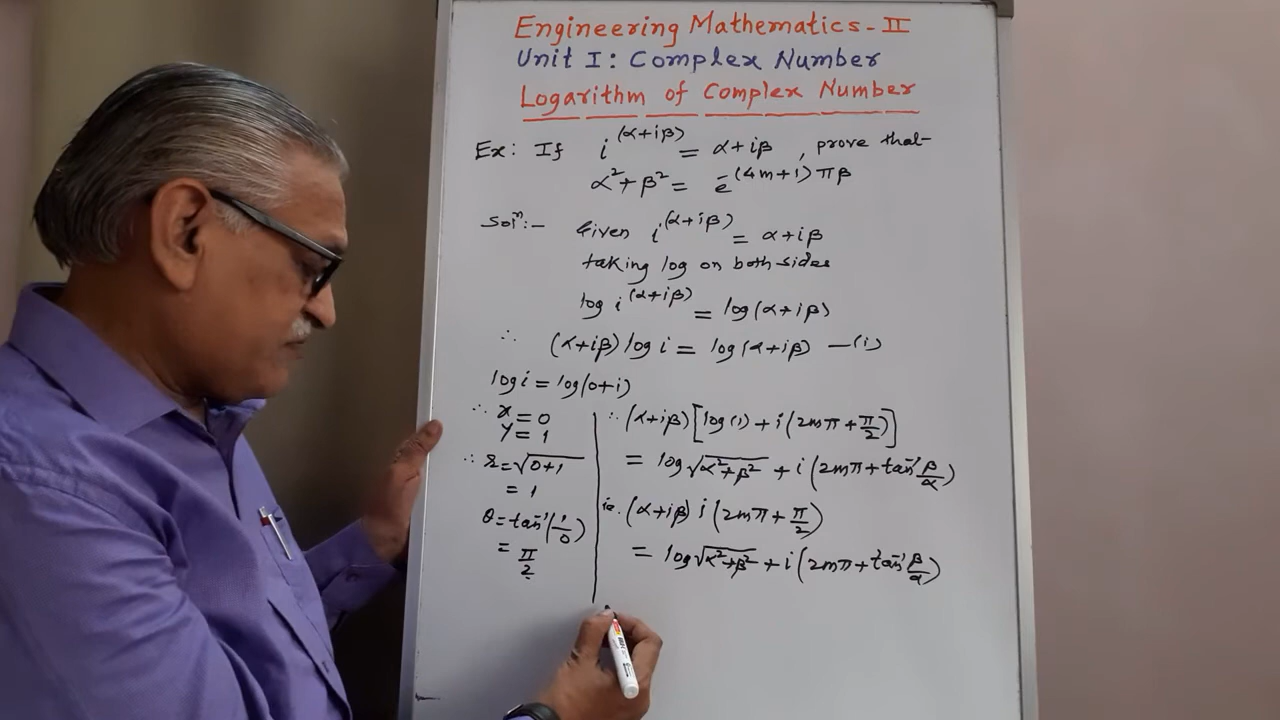 Engineering Mathematics - II
Unit I: Complex Number
Logarithm of Complex Number
Ex: If i^(α+iβ) = α+iβ, prove that
α²+β² = e^-(4m+1)πβ
Solⁿ:- Given i^(α+iβ) = α+iβ
taking log on both sides
log i^(α+iβ) = log(α+iβ)
∴ (α+iβ) log i = log(α+iβ) —(i)
log i = log(0+i)
∴ x = 0
y = 1
∴ r = √(0+1)
= 1
θ = tan⁻¹(1/0)
= π/2
∴ (α+iβ)[log(1) + i(2mπ + π/2)]
= log√(α²+β²) + i(2mπ + tan⁻¹ β/α)
ie. (α+iβ) i(2mπ + π/2)
= log√(α²+β²) + i(2mπ + tan⁻¹ β/α)